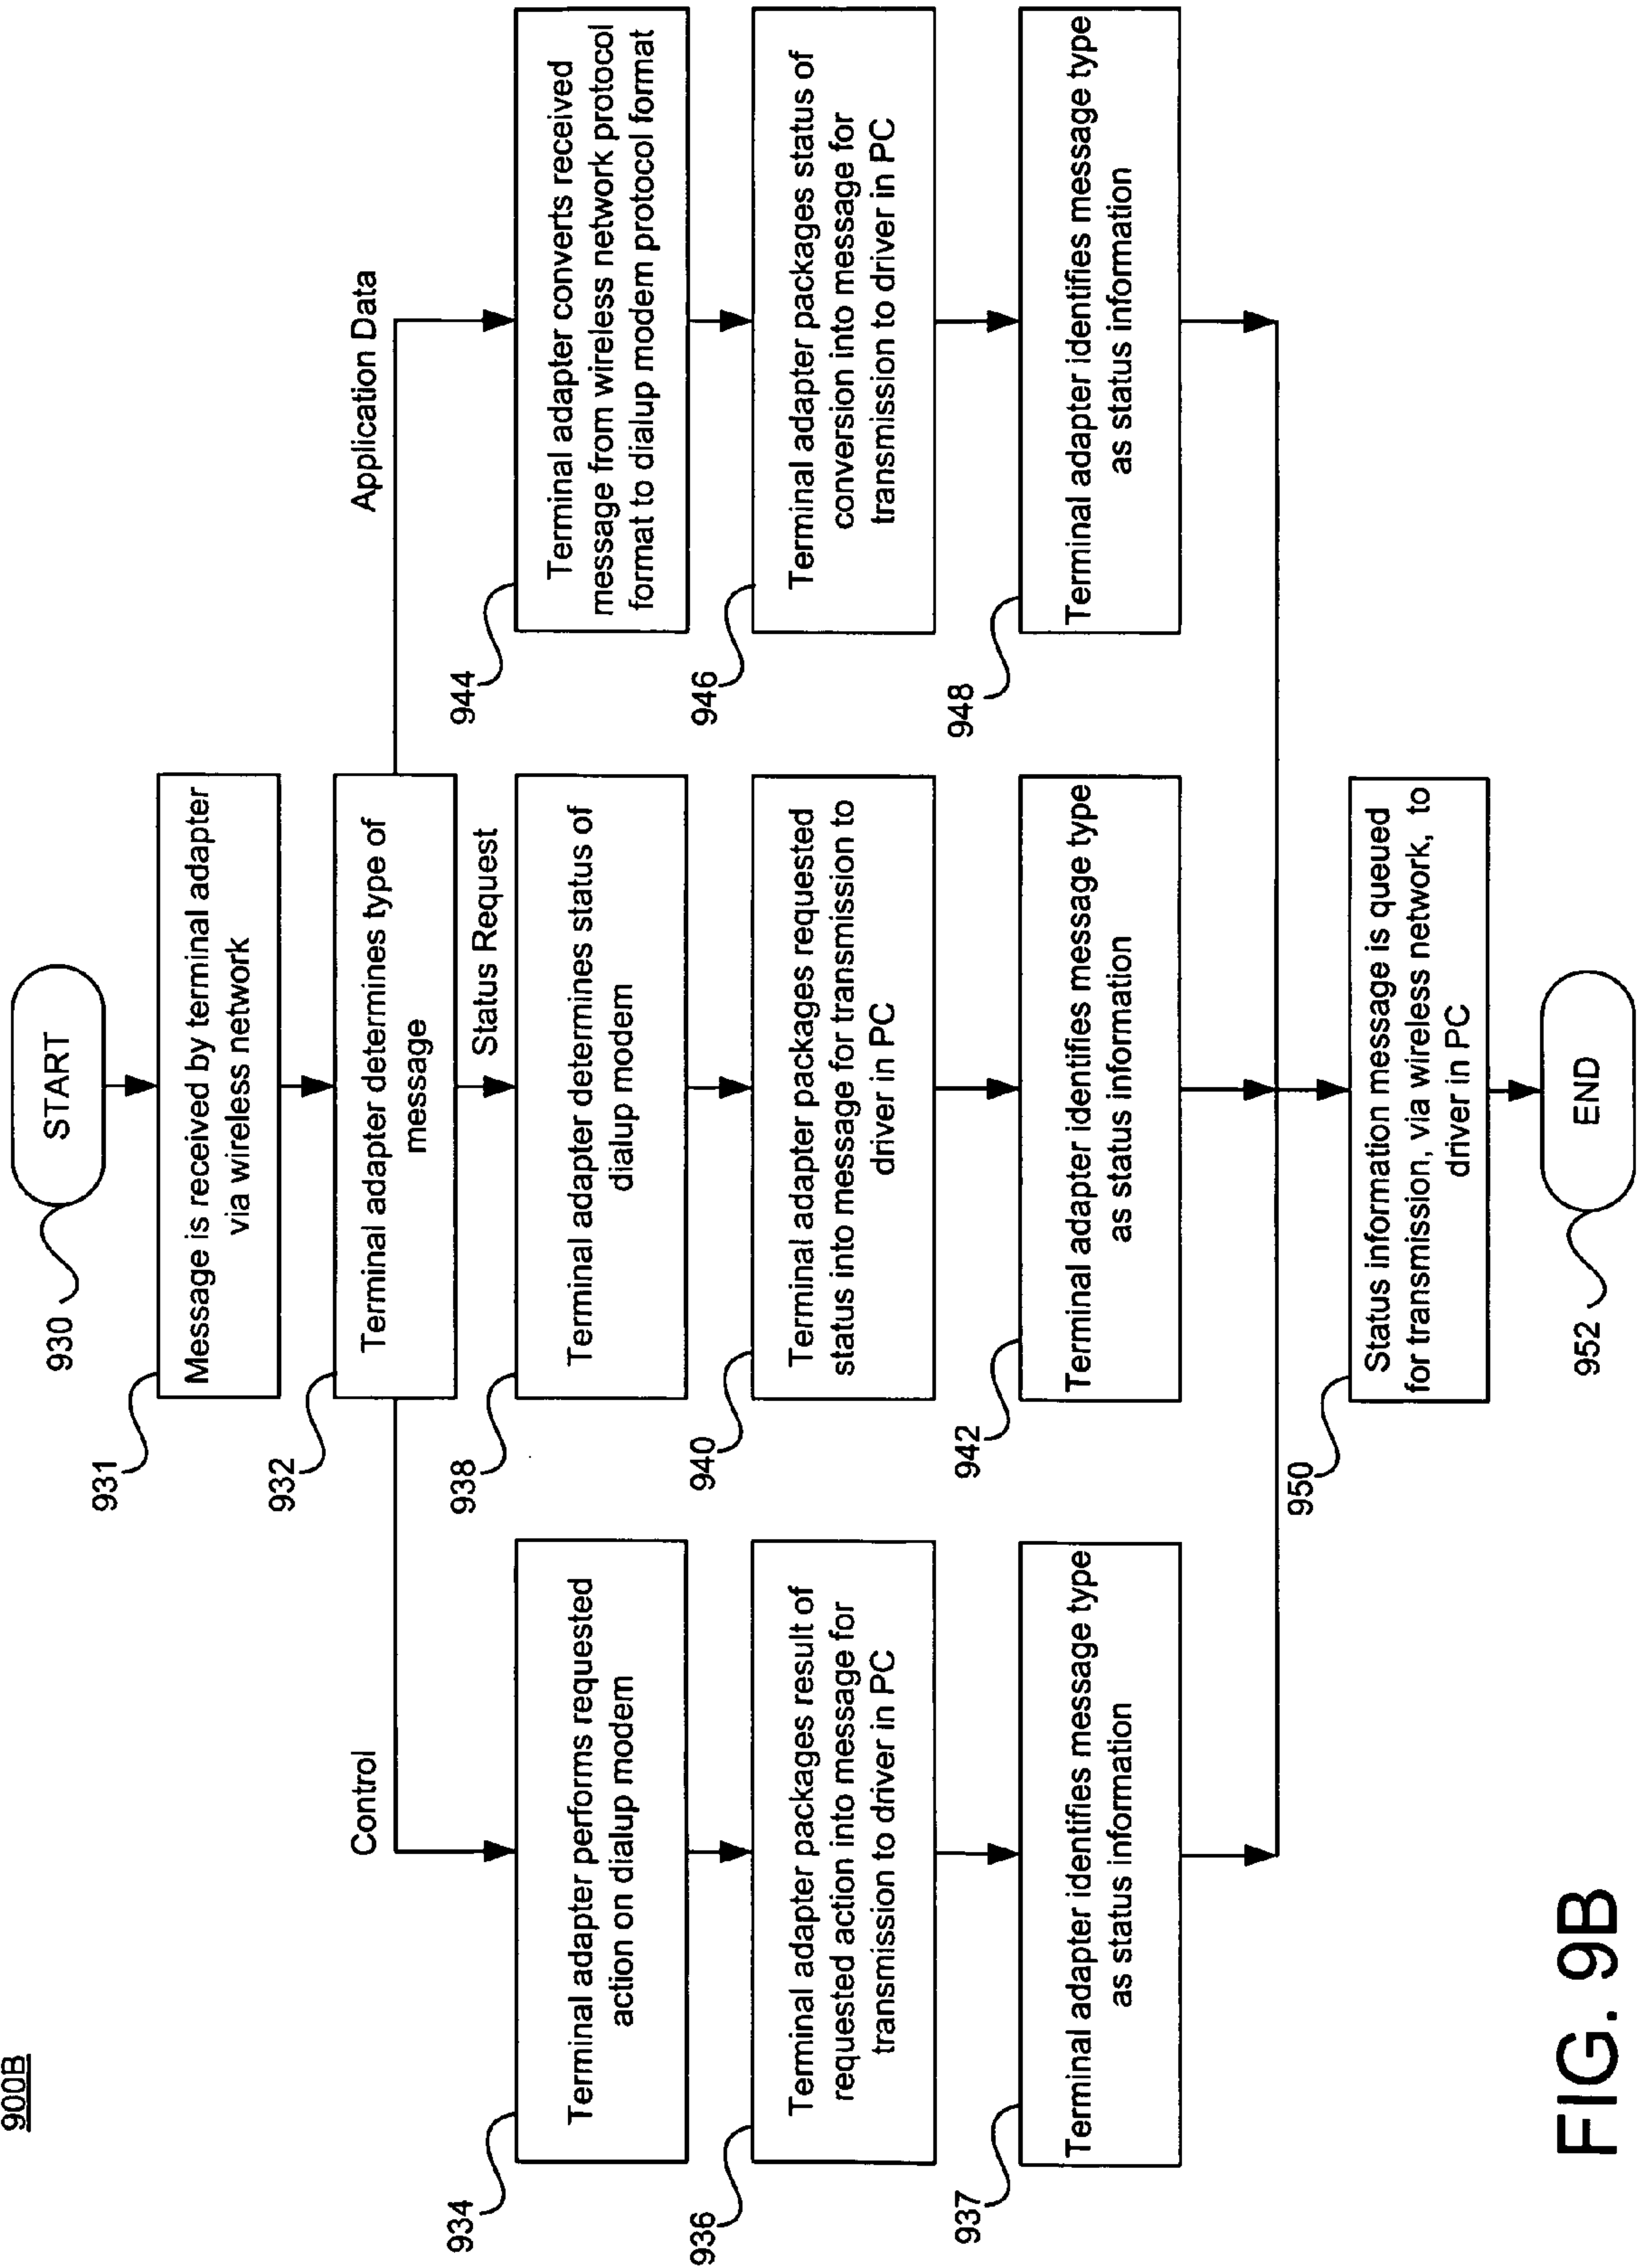 900B
START
930
Message is received by terminal adapter
via wireless network
931
Terminal adapter determines type of
message
932
Control
Status Request
Application Data
Terminal adapter performs requested
action on dialup modem
934
Terminal adapter packages result of
requested action into message for
transmission to driver in PC
936
Terminal adapter identifies message type
as status information
937
Terminal adapter determines status of
dialup modem
938
Terminal adapter packages requested
status into message for transmission to
driver in PC
940
Terminal adapter identifies message type
as status information
942
Terminal adapter converts received
message from wireless network protocol
format to dialup modem protocol format
944
Terminal adapter packages status of
conversion into message for
transmission to driver in PC
946
Terminal adapter identifies message type
as status information
948
Status information message is queued
for transmission, via wireless network, to
driver in PC
950
END
952
FIG. 9B